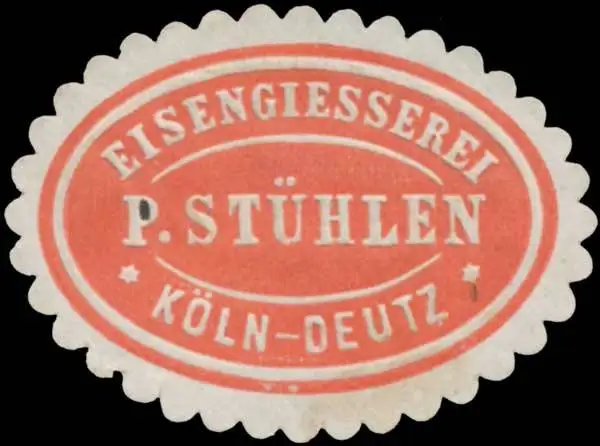 EISENGIESSEREI
P. STÜHLEN
* KÖLN-DEUTZ *